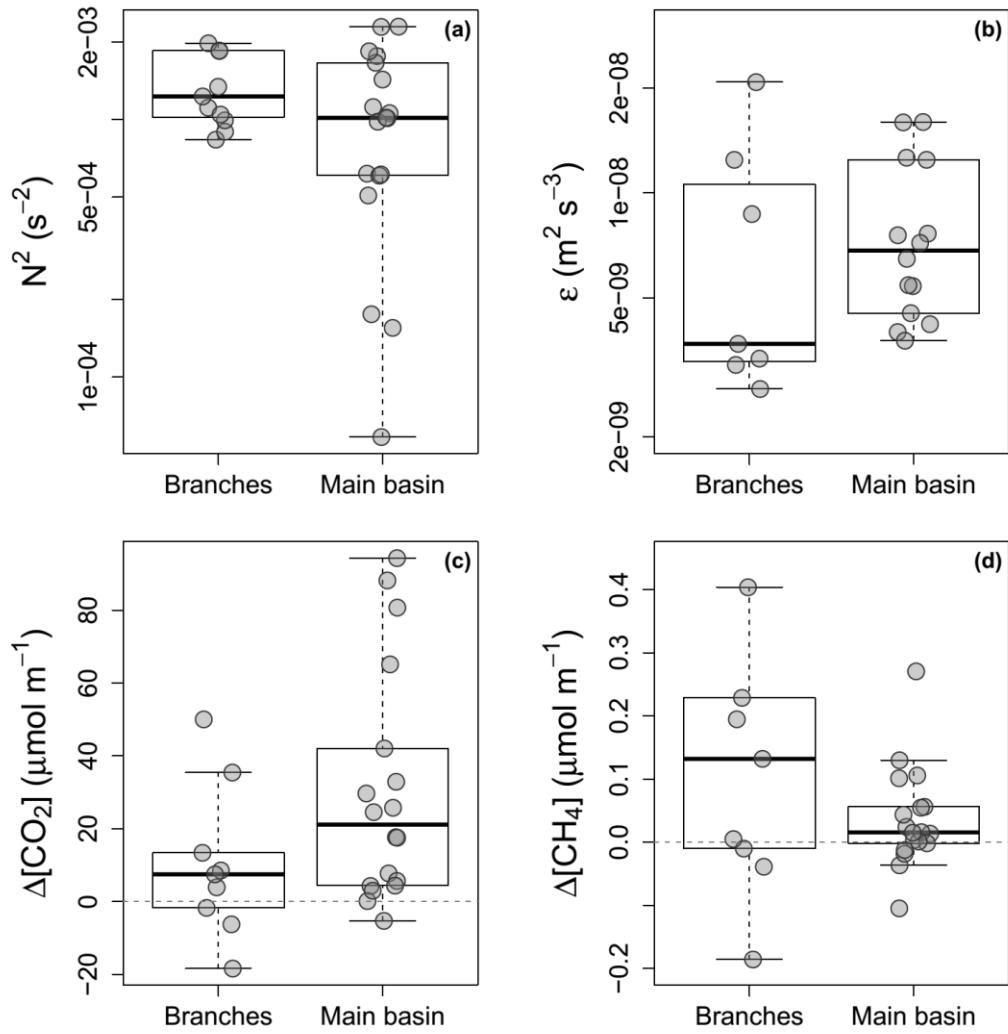 (a)
N² (s⁻²)
2e−03
5e−04
1e−04
Branches Main basin
(b)
ε (m² s⁻³)
2e−08
1e−08
5e−09
2e−09
Branches Main basin
(c)
Δ[CO₂] (μmol m⁻¹)
80
60
40
20
0
−20
Branches Main basin
(d)
Δ[CH₄] (μmol m⁻¹)
0.4
0.3
0.2
0.1
0.0
−0.2
Branches Main basin